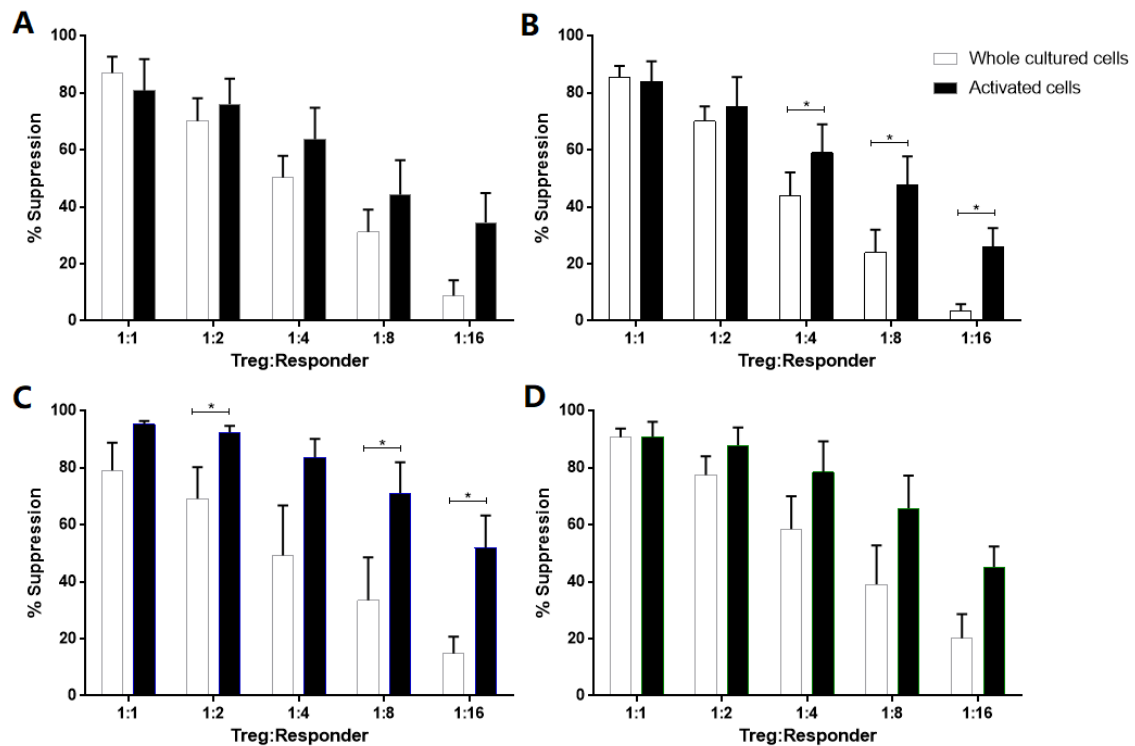 A
100
80
60
40
20
0
% Suppression
1:1 1:2 1:4 1:8 1:16
Treg:Responder
B
100
80
60
40
20
0
% Suppression
* * *
1:1 1:2 1:4 1:8 1:16
Treg:Responder
Whole cultured cells
Activated cells
C
100
80
60
40
20
0
% Suppression
* * *
1:1 1:2 1:4 1:8 1:16
Treg:Responder
D
100
80
60
40
20
0
% Suppression
1:1 1:2 1:4 1:8 1:16
Treg:Responder